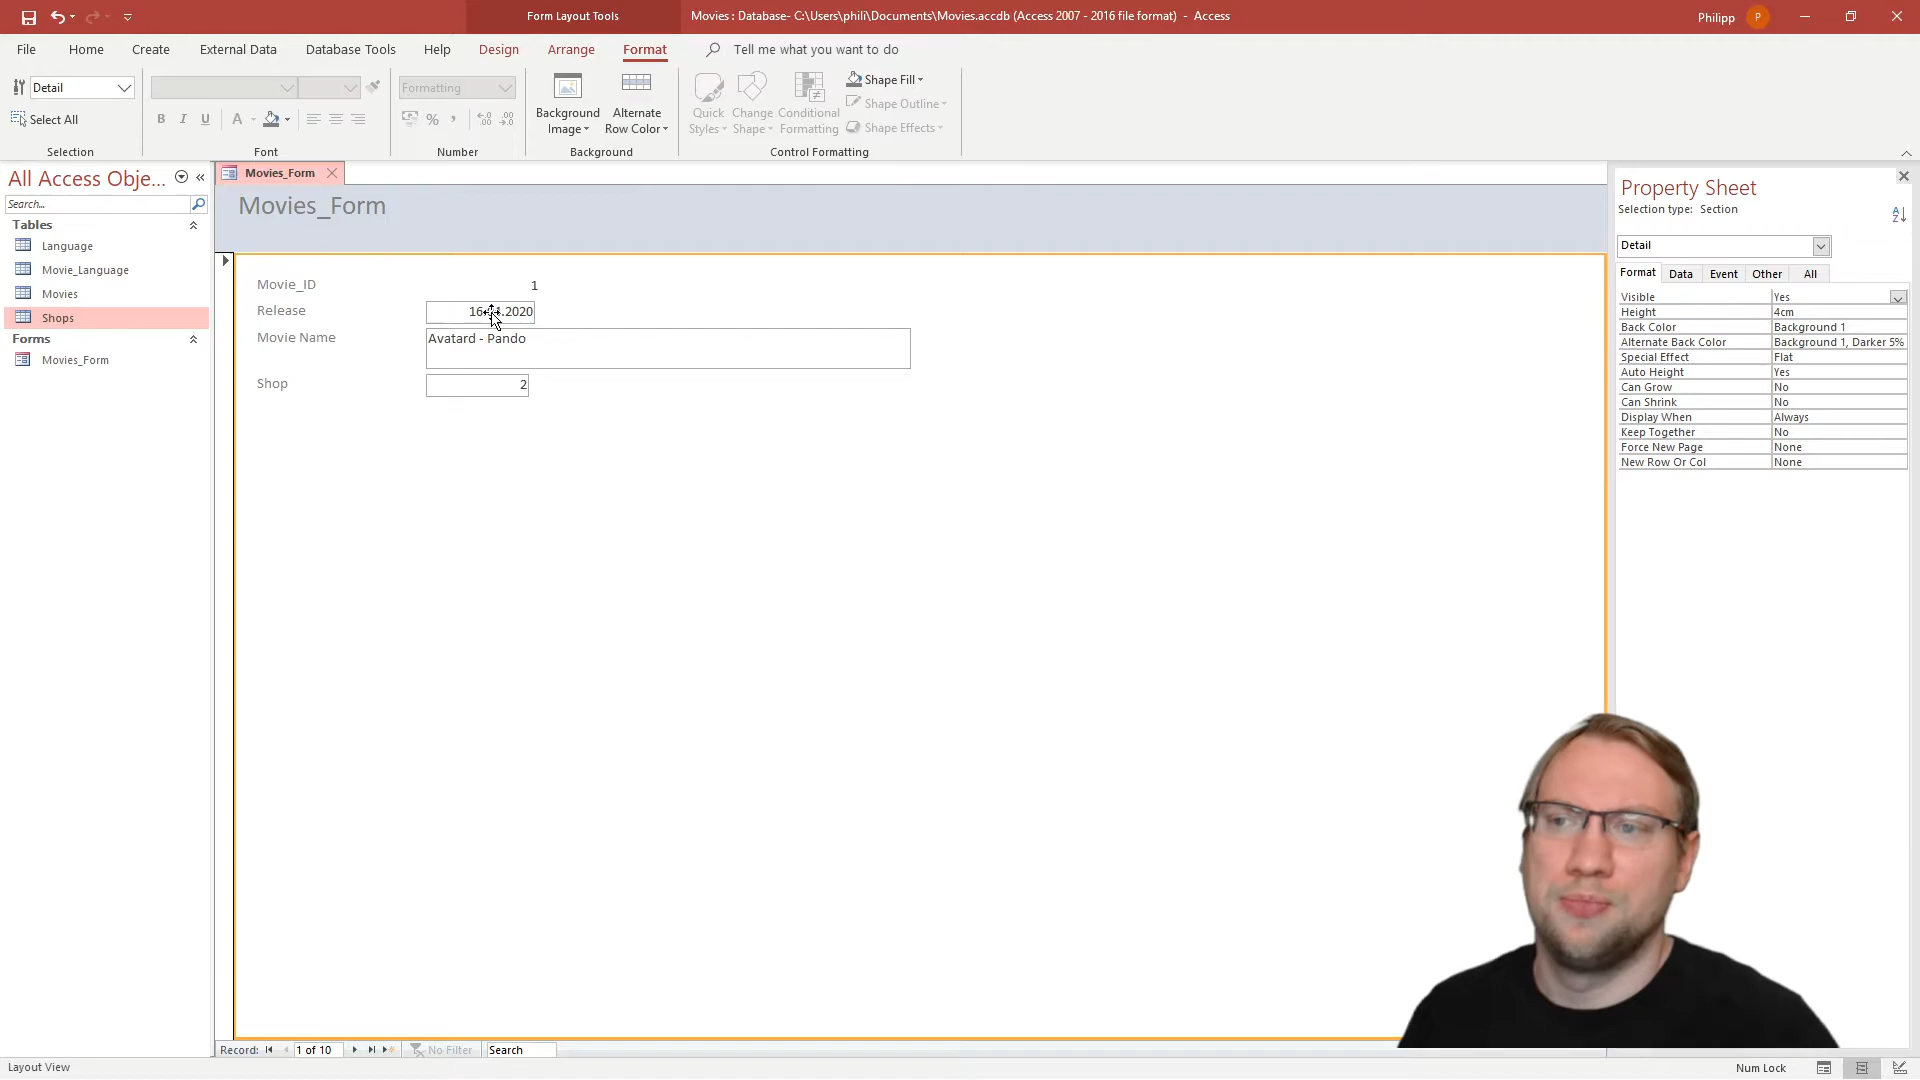 Form Layout Tools
Movies : Database- C:\Users\phili\Documents\Movies.accdb (Access 2007 - 2016 file format)  -  Access
Philipp
P
File
Home
Create
External Data
Database Tools
Help
Design
Arrange
Format
Tell me what you want to do
Detail
Select All
Selection
B I U A
Font
Formatting
% ,
Number
Background Image
Alternate Row Color
Background
Quick Styles
Change Shape
Conditional Formatting
Shape Fill
Shape Outline
Shape Effects
Control Formatting
All Access Obje...
Search...
Tables
Language
Movie_Language
Movies
Shops
Forms
Movies_Form
Movies_Form
Movies_Form
Movie_ID 1
Release
Movie Name Avatard - Pando
Shop 2
Property Sheet
Selection type: Section
Detail
Format Data Event Other All
Visible Yes
Height 4cm
Back Color Background 1
Alternate Back Color Background 1, Darker 5%
Special Effect Flat
Auto Height Yes
Can Grow No
Can Shrink No
Display When Always
Keep Together No
Force New Page None
New Row Or Col None
Record: 1 of 10 No Filter Search
Layout View
Num Lock